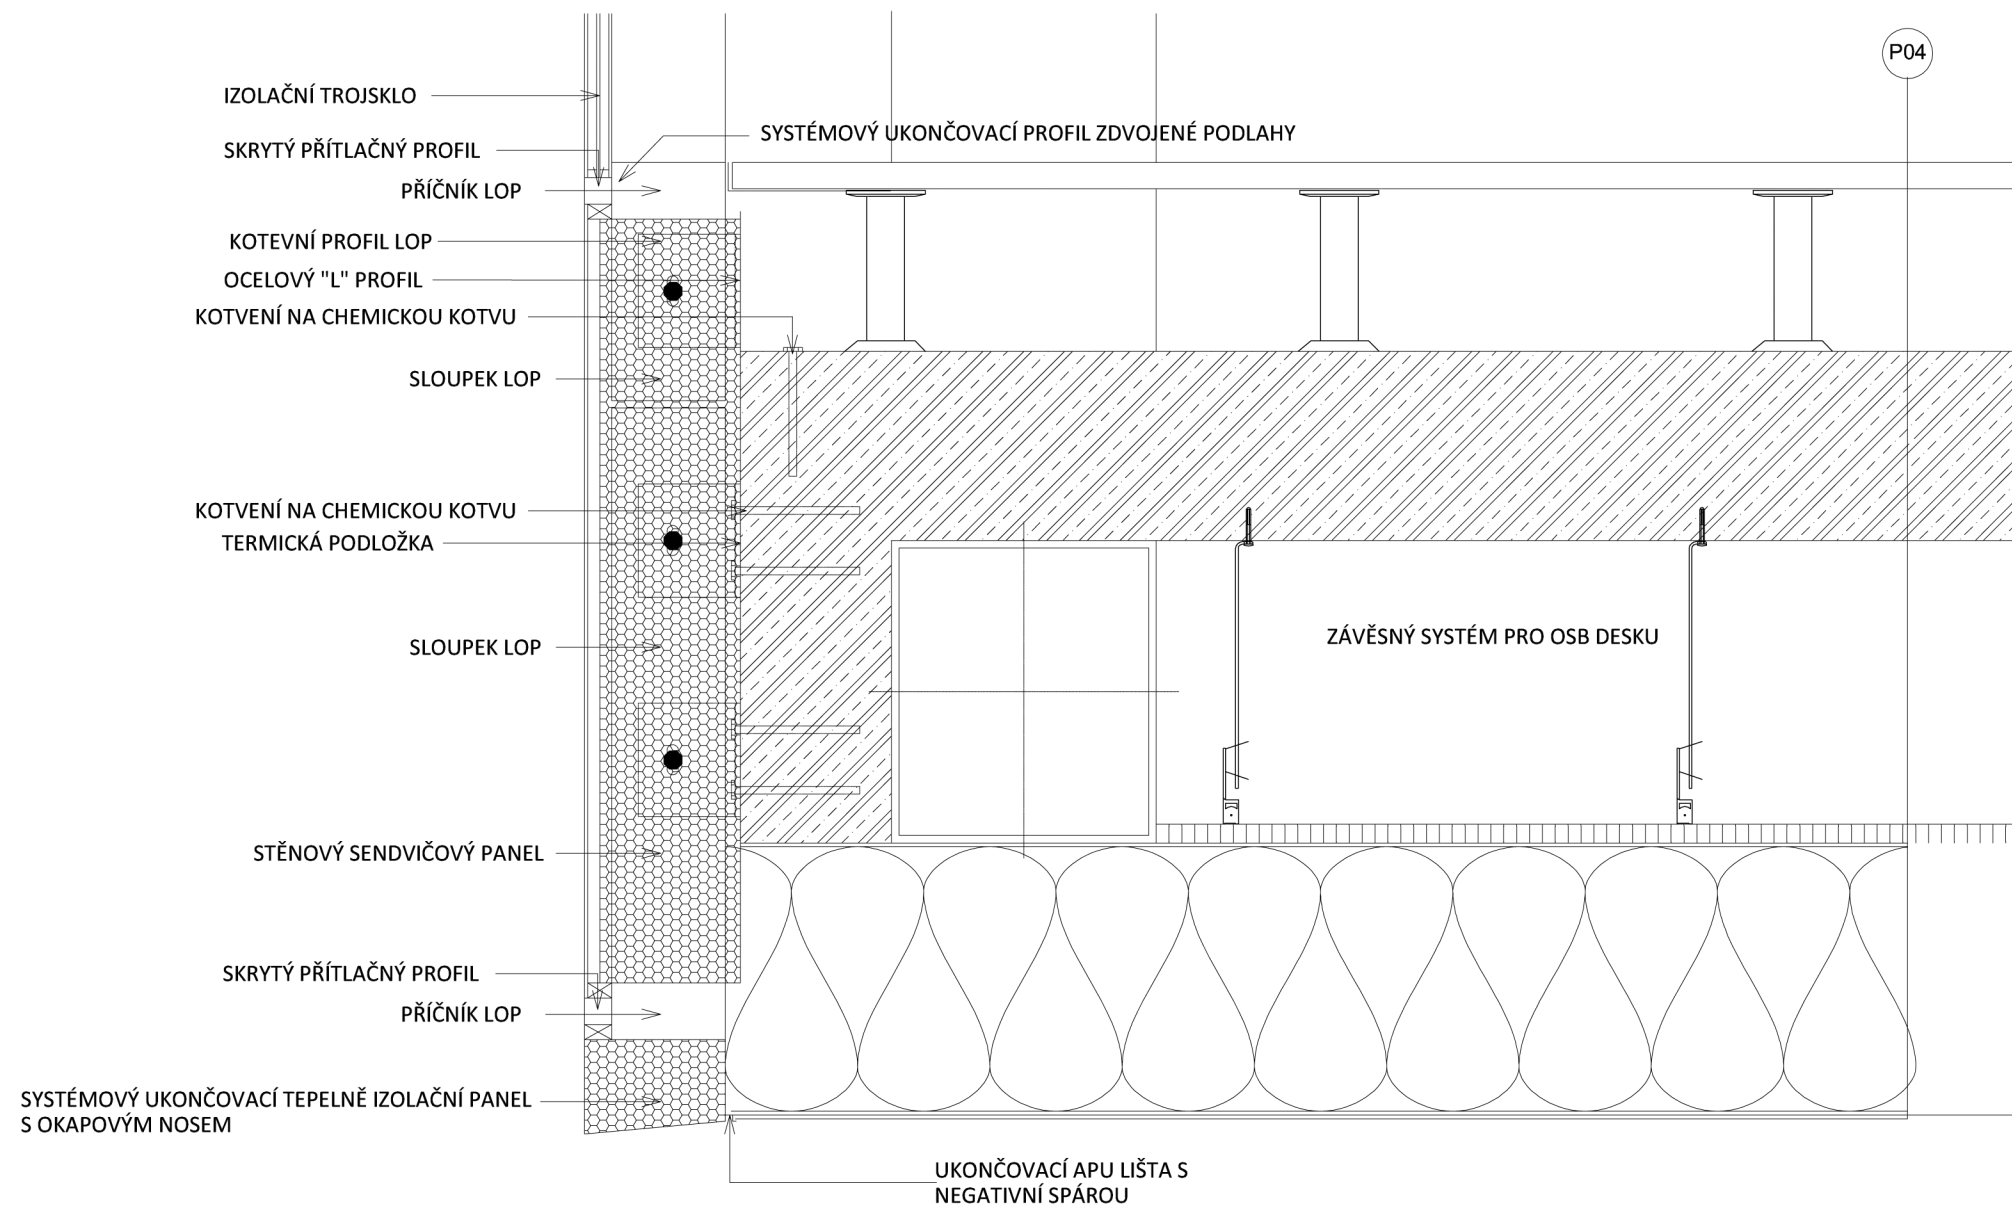 P04
IZOLAČNÍ TROJSKLO
SYSTÉMOVÝ UKONČOVACÍ PROFIL ZDVOJENÉ PODLAHY
SKRYTÝ PŘÍTLAČNÝ PROFIL
PŘÍČNÍK LOP
KOTEVNÍ PROFIL LOP
OCELOVÝ "L" PROFIL
KOTVENÍ NA CHEMICKOU KOTVU
SLOUPEK LOP
KOTVENÍ NA CHEMICKOU KOTVU
TERMICKÁ PODLOŽKA
ZÁVĚSNÝ SYSTÉM PRO OSB DESKU
SLOUPEK LOP
STĚNOVÝ SENDVIČOVÝ PANEL
SKRYTÝ PŘÍTLAČNÝ PROFIL
PŘÍČNÍK LOP
SYSTÉMOVÝ UKONČOVACÍ TEPELNĚ IZOLAČNÍ PANEL
S OKAPOVÝM NOSEM
UKONČOVACÍ APU LIŠTA S
NEGATIVNÍ SPÁROU